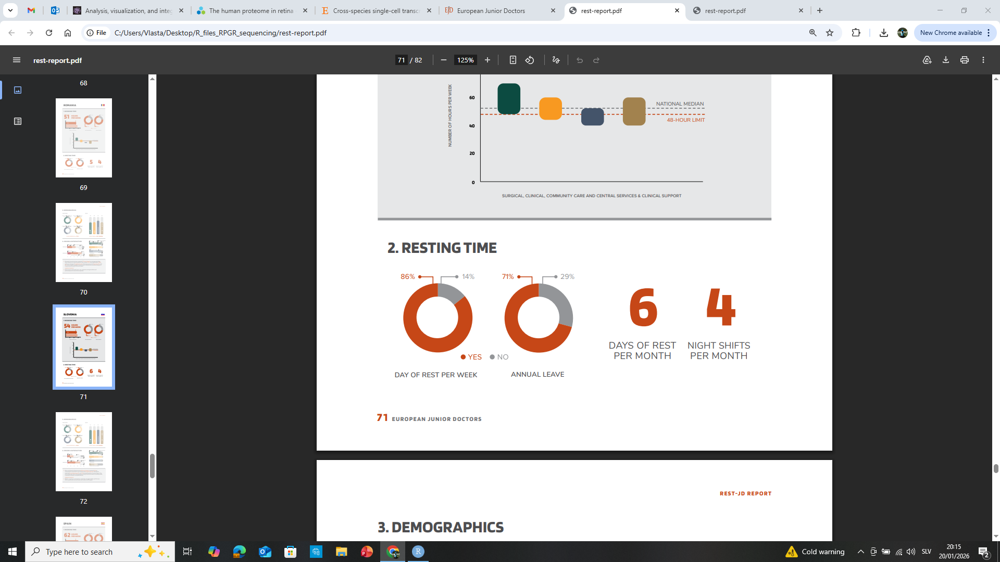 Analysis, visualization, and integ
The human proteome in retina
Cross-species single-cell transc
European Junior Doctors
rest-report.pdf
rest-report.pdf
File
C:/Users/Vlasta/Desktop/R_files_RPGR_sequencing/rest-report.pdf
New Chrome available
rest-report.pdf
71 / 82
125%
68
ROMANIA
51
5 4
69
70
SLOVENIA
54 HOURS PER WEEK
6 4
71
72
SPAIN
62
NUMBER OF HOURS PER WEEK
60
40
20
0
NATIONAL MEDIAN
48-HOUR LIMIT
SURGICAL, CLINICAL, COMMUNITY CARE AND CENTRAL SERVICES & CLINICAL SUPPORT
2. RESTING TIME
86% 14%
71% 29%
YES NO
DAY OF REST PER WEEK
ANNUAL LEAVE
6
DAYS OF REST
PER MONTH
4
NIGHT SHIFTS
PER MONTH
71 EUROPEAN JUNIOR DOCTORS
REST-JD REPORT
3. DEMOGRAPHICS
Type here to search
Cold warning
SLV
20:15
20/01/2026
2